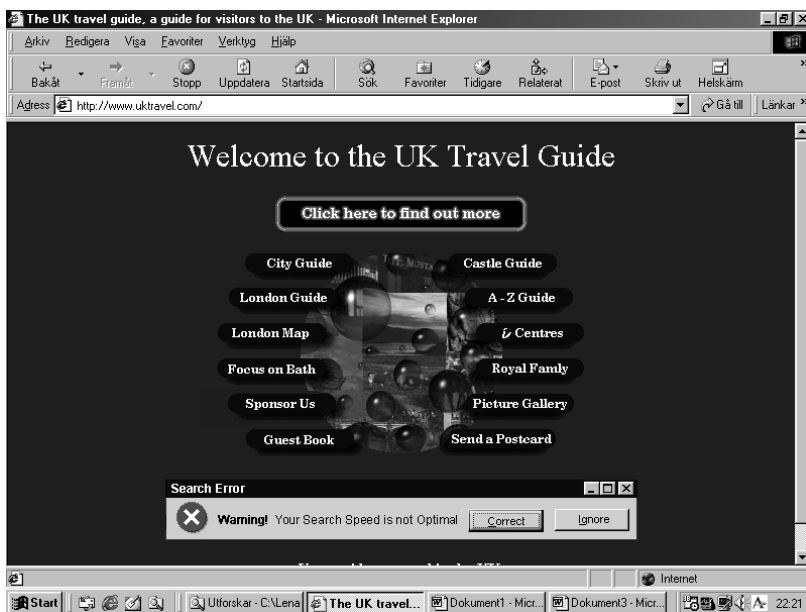 The UK travel guide, a guide for visitors to the UK - Microsoft Internet Explorer
Arkiv Redigera Visa Favoriter Verktyg Hjälp
Bakåt Framåt Stopp Uppdatera Startsida Sök Favoriter Tidigare Relaterat E-post Skriv ut Helskärm
Adress http://www.uktravel.com/ Gå till Länkar
Welcome to the UK Travel Guide
Click here to find out more
City Guide Castle Guide
London Guide A - Z Guide
London Map i Centres
Focus on Bath Royal Famly
Sponsor Us Picture Gallery
Guest Book Send a Postcard
Search Error
Warning! Your Search Speed is not Optimal Correct Ignore
Internet
Start Utforskar - C:\Lena The UK travel... Dokument1 - Micr... Dokument3 - Micr... 22:21